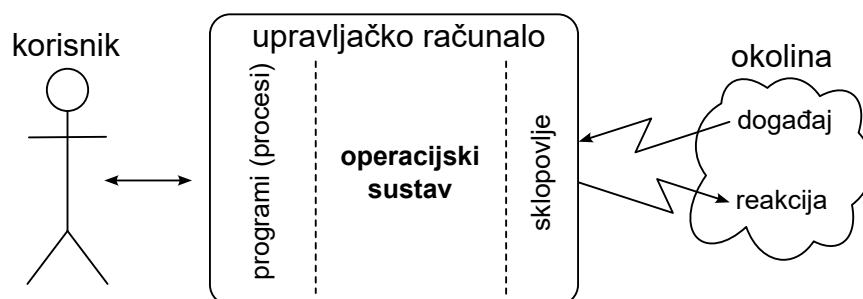 korisnik
upravljačko računalo
programi (procesi)
operacijski
sustav
sklopovlje
okolina
događaj
reakcija